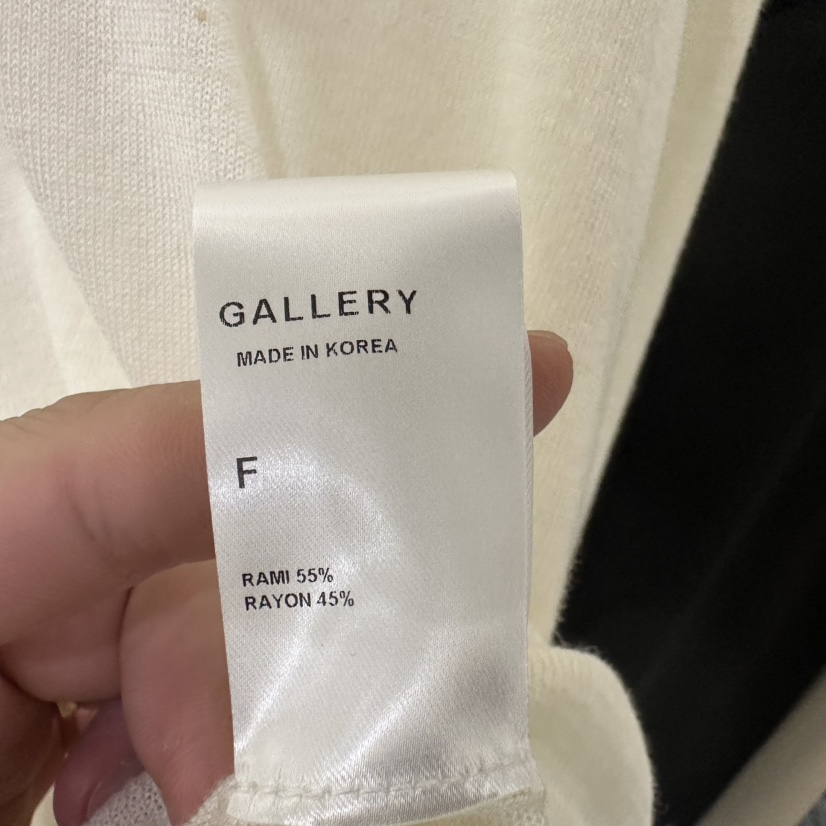 GALLERY
MADE IN KOREA
F
RAMI 55%
RAYON 45%